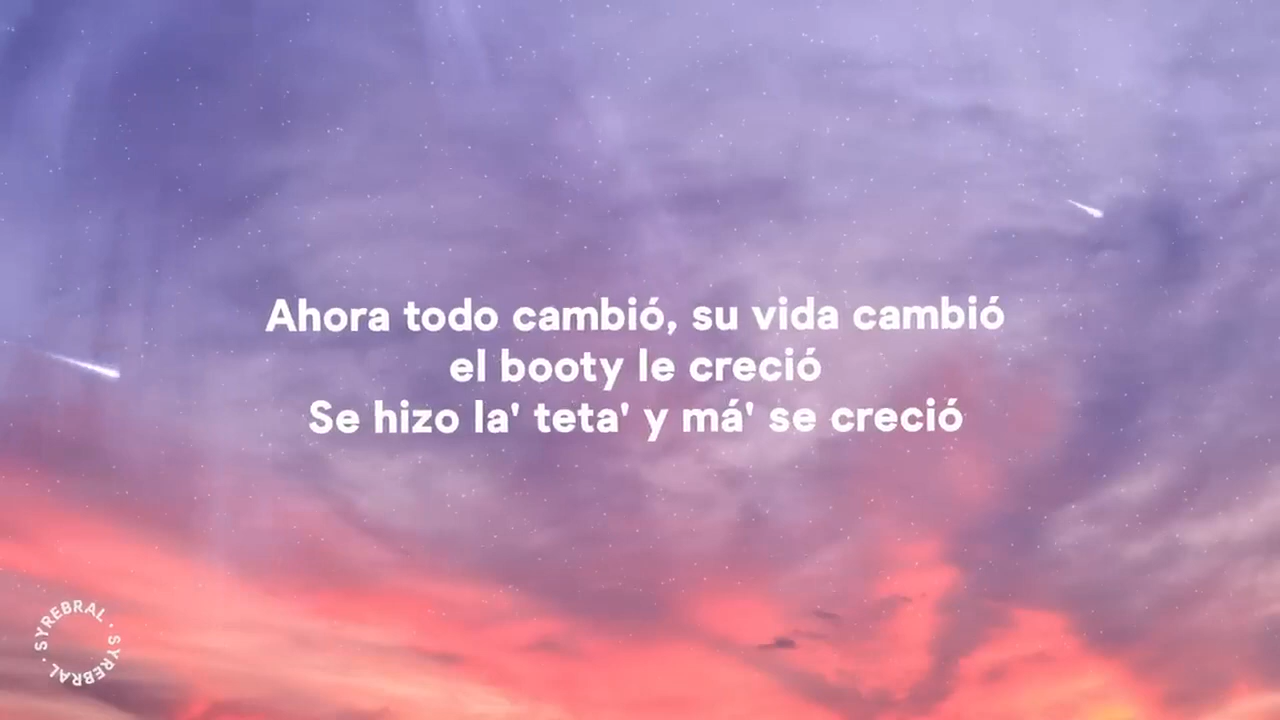 Ahora todo cambió, su vida cambió
el booty le creció
Se hizo la' teta' y má' se creció
SYREBRAL · SYREBRAL ·